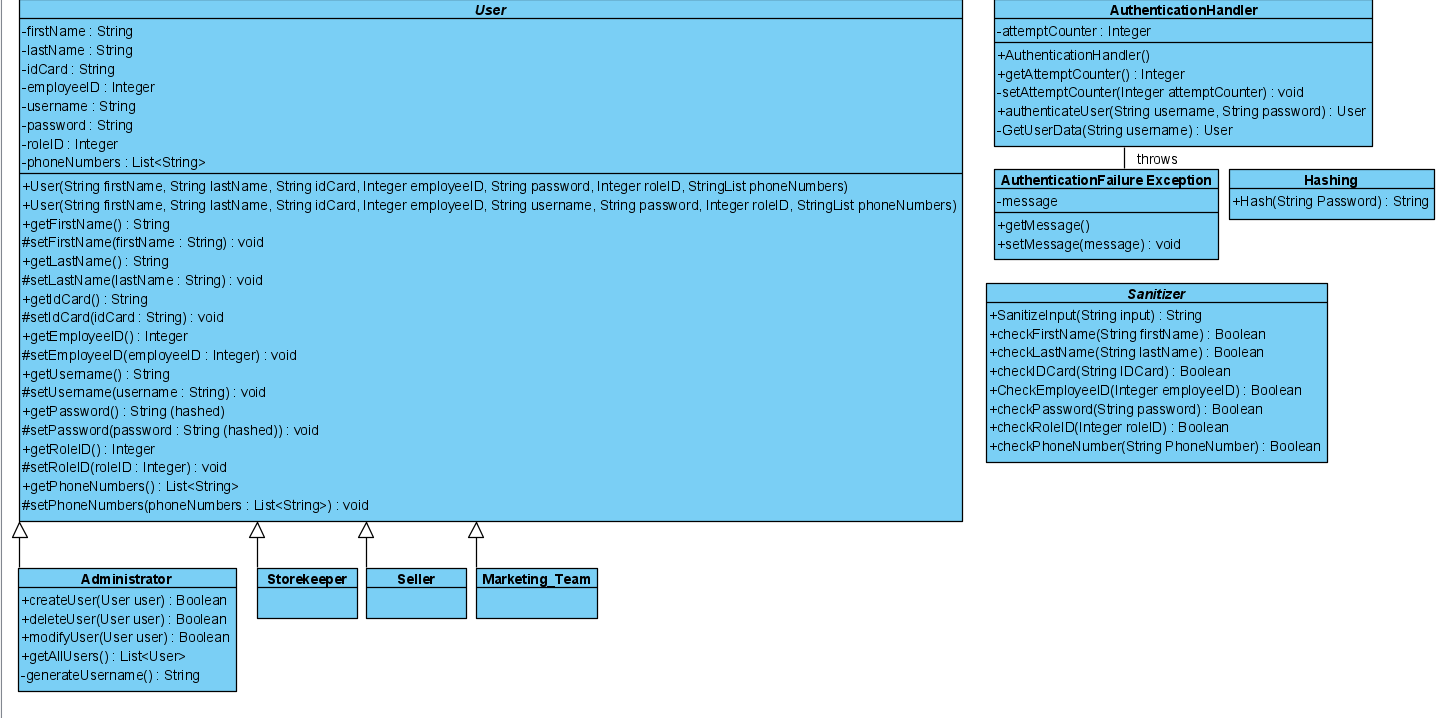 User
-firstName : String
-lastName : String
-idCard : String
-employeeID : Integer
-username : String
-password : String
-roleID : Integer
-phoneNumbers : List<String>
+User(String firstName, String lastName, String idCard, Integer employeeID, String password, Integer roleID, StringList phoneNumbers)
+User(String firstName, String lastName, String idCard, Integer employeeID, String username, String password, Integer roleID, StringList phoneNumbers)
+getFirstName() : String
#setFirstName(firstName : String) : void
+getLastName() : String
#setLastName(lastName : String) : void
+getIdCard() : String
#setIdCard(idCard : String) : void
+getEmployeeID() : Integer
#setEmployeeID(employeeID : Integer) : void
+getUsername() : String
#setUsername(username : String) : void
+getPassword() : String (hashed)
#setPassword(password : String (hashed)) : void
+getRoleID() : Integer
#setRoleID(roleID : Integer) : void
+getPhoneNumbers() : List<String>
#setPhoneNumbers(phoneNumbers : List<String>) : void
AuthenticationHandler
-attemptCounter : Integer
+AuthenticationHandler()
+getAttemptCounter() : Integer
-setAttemptCounter(Integer attemptCounter) : void
+authenticateUser(String username, String password) : User
-GetUserData(String username) : User
throws
AuthenticationFailure Exception
-message
+getMessage()
+setMessage(message) : void
Hashing
+Hash(String Password) : String
Sanitizer
+SanitizeInput(String input) : String
+checkFirstName(String firstName) : Boolean
+checkLastName(String lastName) : Boolean
+checkIDCard(String IDCard) : Boolean
+CheckEmployeeID(Integer employeeID) : Boolean
+checkPassword(String password) : Boolean
+checkRoleID(Integer roleID) : Boolean
+checkPhoneNumber(String PhoneNumber) : Boolean
Administrator
+createUser(User user) : Boolean
+deleteUser(User user) : Boolean
+modifyUser(User user) : Boolean
+getAllUsers() : List<User>
-generateUsername() : String
Storekeeper
Seller
Marketing_Team